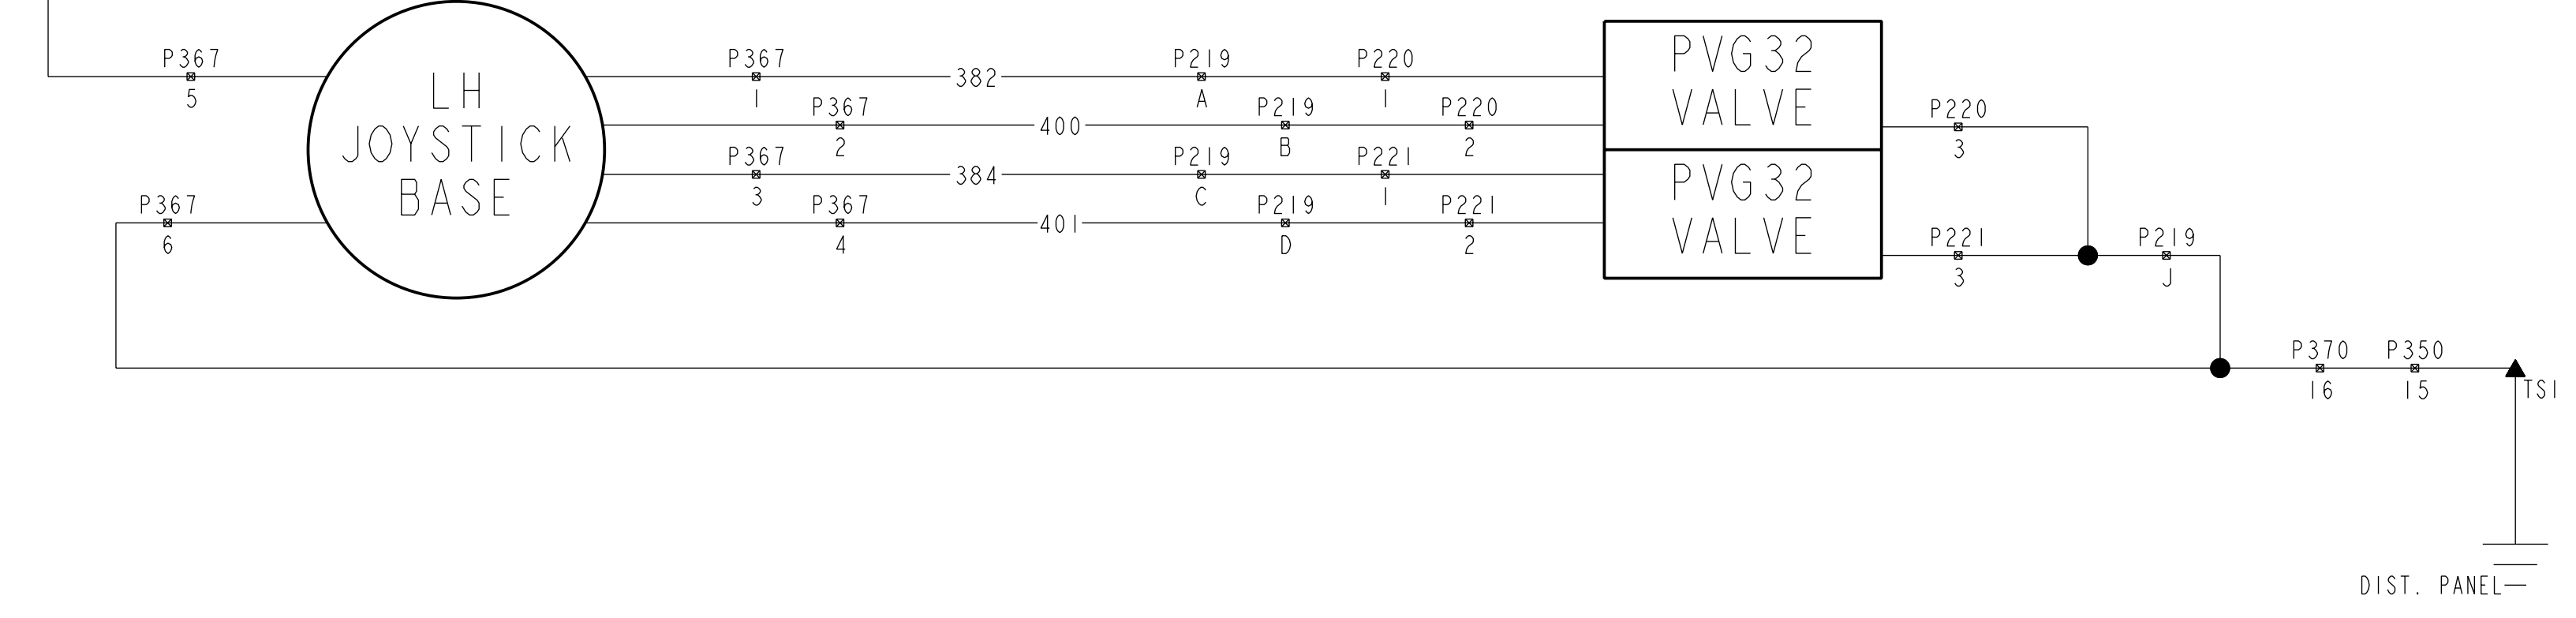 P367
5
LH
JOYSTICK
BASE
P367
6
P367
1
382
P219
A
P220
1
P367
2
400
P219
B
P220
2
P367
3
384
P219
C
P221
1
P367
4
401
P219
D
P221
2
PVG32
VALVE
PVG32
VALVE
P220
3
P221
3
P219
J
P370
16
P350
15
TS1
DIST. PANEL